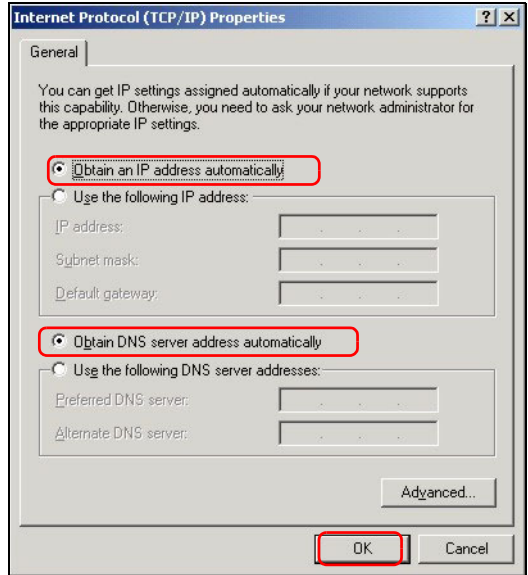 Internet Protocol (TCP/IP) Properties
General
You can get IP settings assigned automatically if your network supports
this capability. Otherwise, you need to ask your network administrator for
the appropriate IP settings.
Obtain an IP address automatically
Use the following IP address:
IP address:
Subnet mask:
Default gateway:
Obtain DNS server address automatically
Use the following DNS server addresses:
Preferred DNS server:
Alternate DNS server:
Advanced...
OK
Cancel